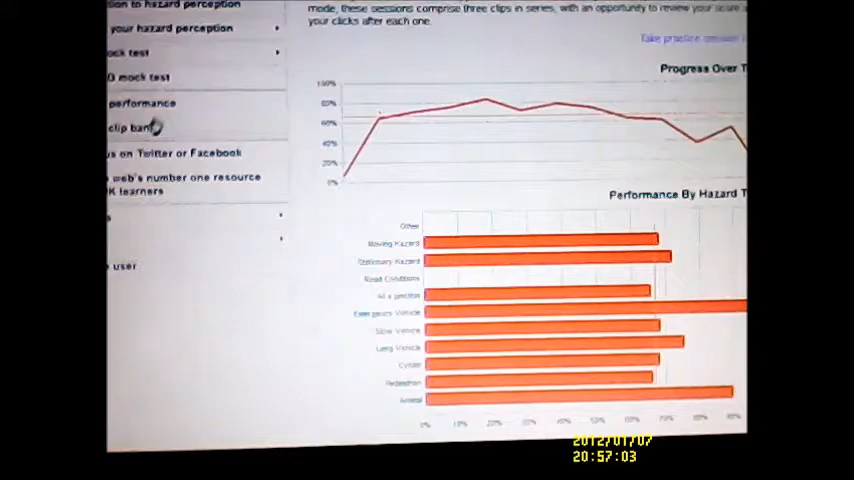 tion to hazard perception
your hazard perception
ock test
mock test
performance
clip bank
s on Twitter or Facebook
web's number one resource
K learners
user
mode, these sessions comprise three clips in series, with an opportunity to review your score a
your clicks after each one.
Take practice session
Progress Over T
100%
80%
60%
40%
20%
0%
Performance By Hazard T
Other
Moving Hazard
Stationary Hazard
Road Conditions
At a junction
Emergency Vehicle
Slow Vehicle
Long Vehicle
Cyclist
Pedestrian
Animal
0% 10% 20% 30% 40% 50% 60% 70% 80% 90%
2012/01/07
20:57:03